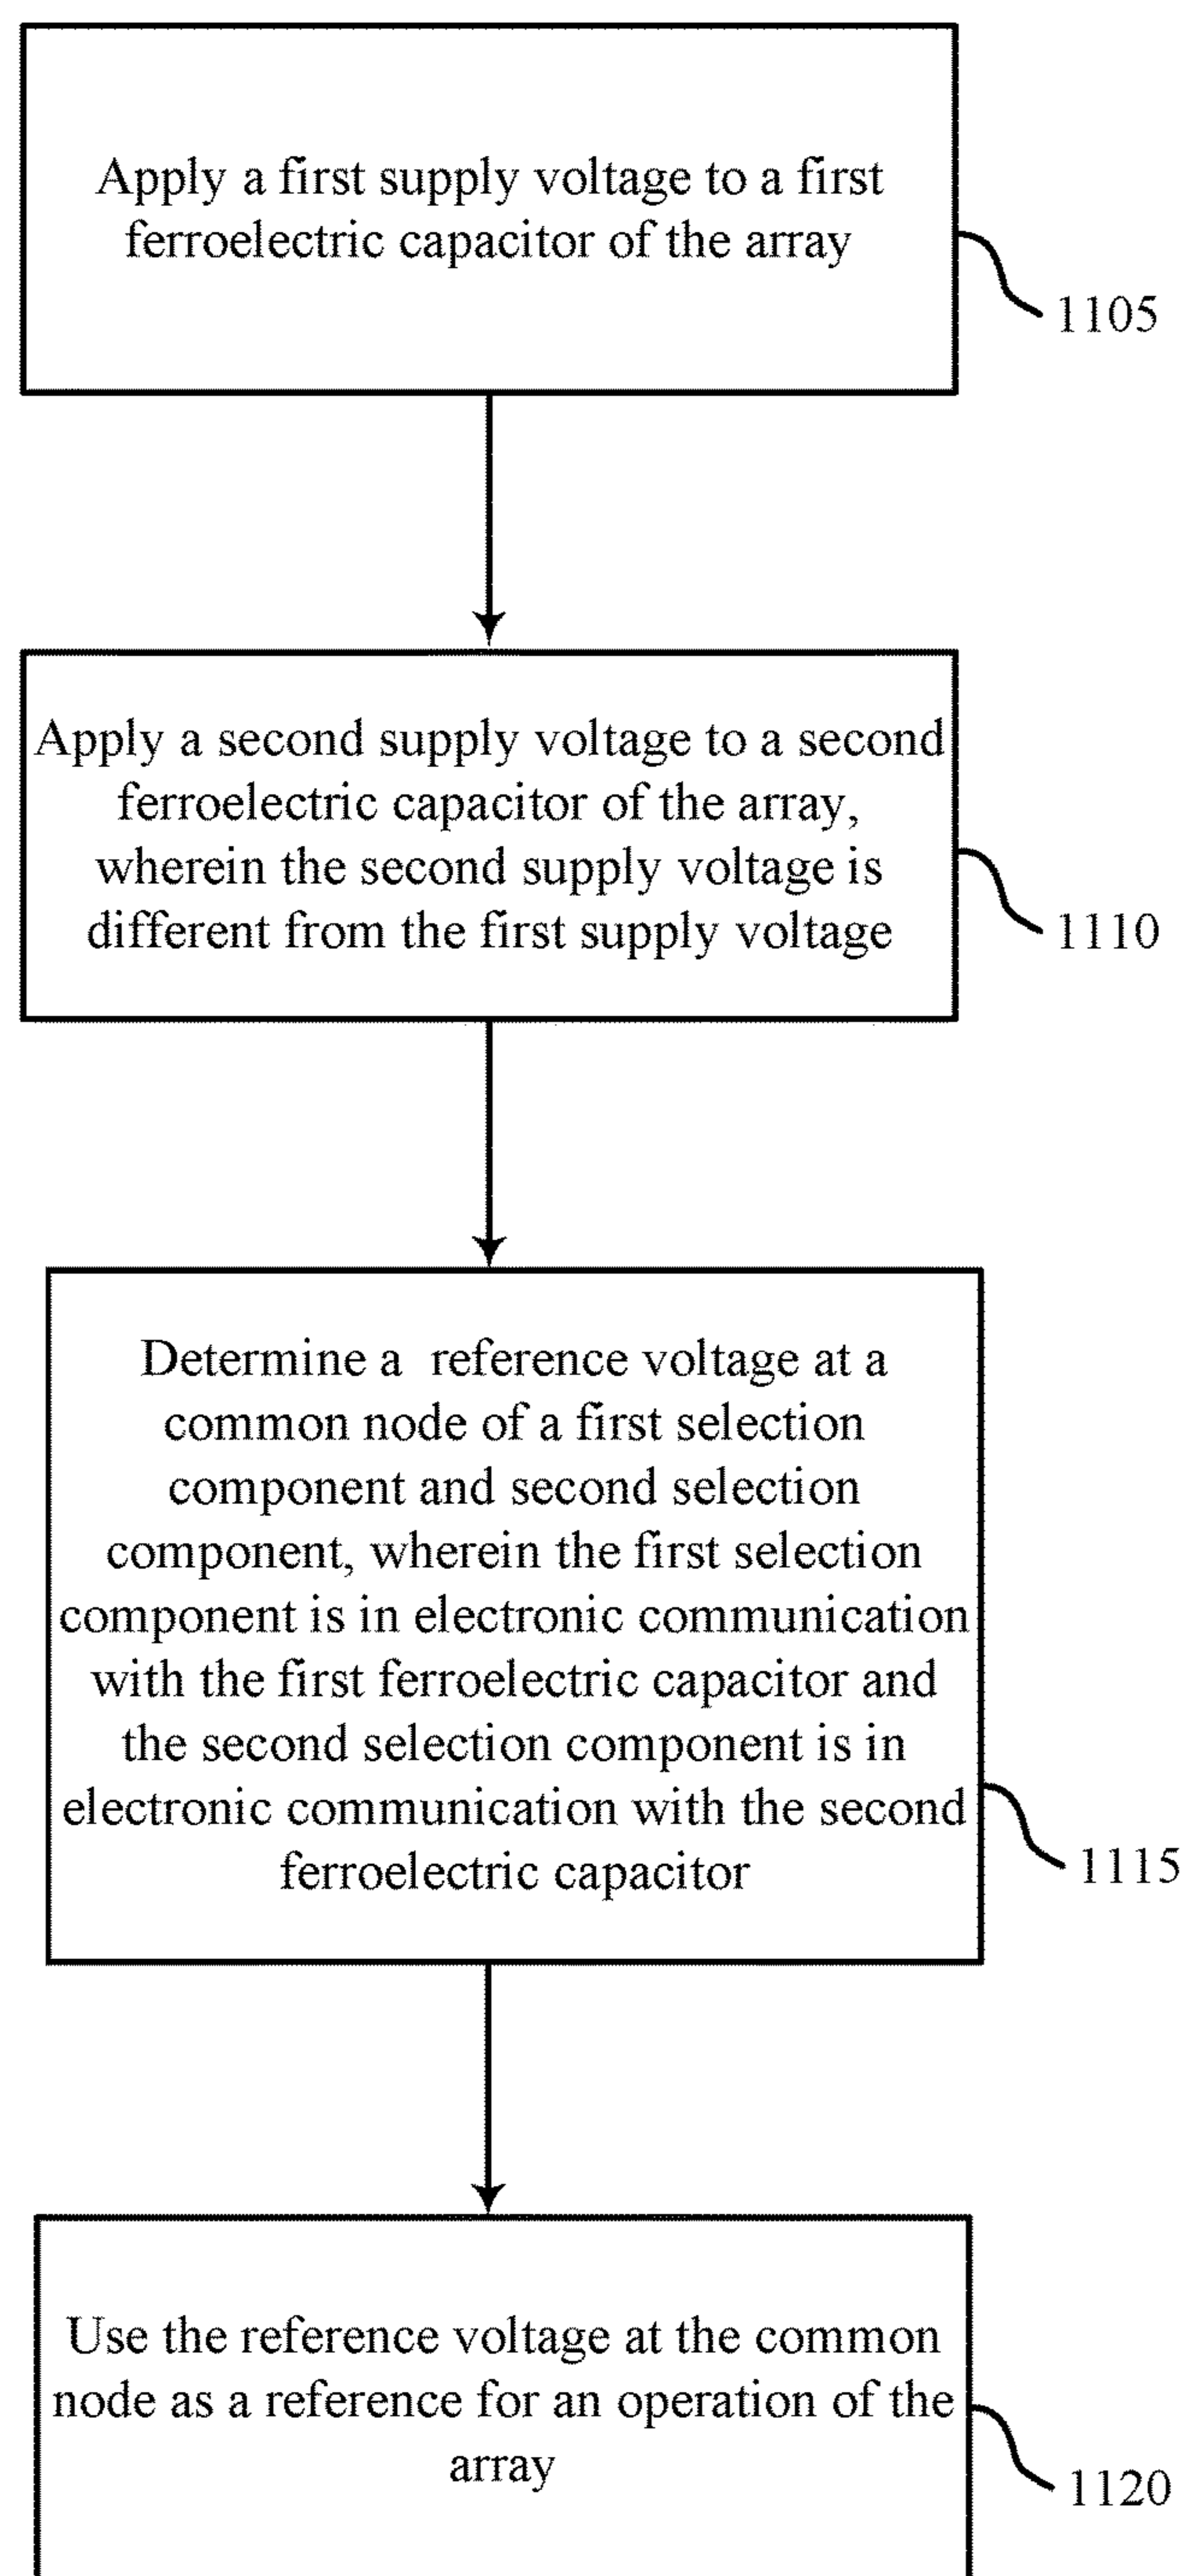 Apply a first supply voltage to a first
ferroelectric capacitor of the array
1105
Apply a second supply voltage to a second
ferroelectric capacitor of the array,
wherein the second supply voltage is
different from the first supply voltage
1110
Determine a reference voltage at a
common node of a first selection
component and second selection
component, wherein the first selection
component is in electronic communication
with the first ferroelectric capacitor and
the second selection component is in
electronic communication with the second
ferroelectric capacitor
1115
Use the reference voltage at the common
node as a reference for an operation of the
array
1120